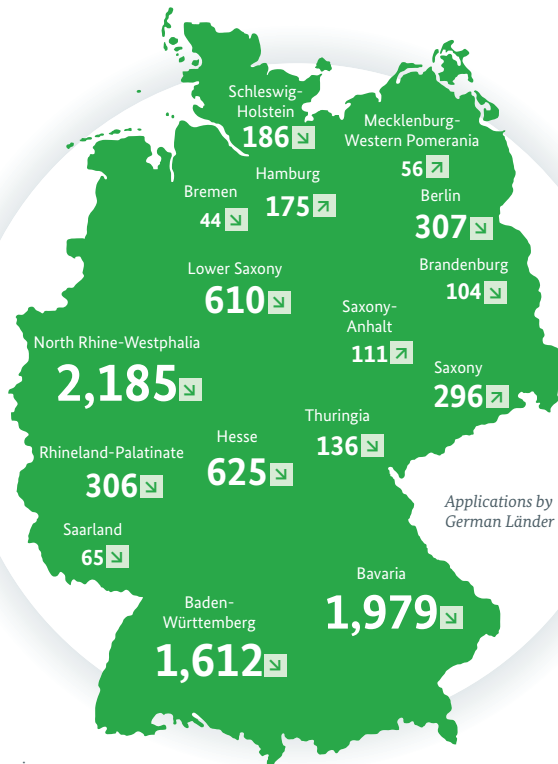 Schleswig-
Holstein
186
Mecklenburg-
Western Pomerania
56
Hamburg
175
Bremen
44
Berlin
307
Lower Saxony
610
Brandenburg
104
Saxony-
Anhalt
111
North Rhine-Westphalia
2,185
Saxony
296
Thuringia
136
Hesse
625
Rhineland-Palatinate
306
Applications by
German Länder
Saarland
65
Bavaria
1,979
Baden-
Württemberg
1,612